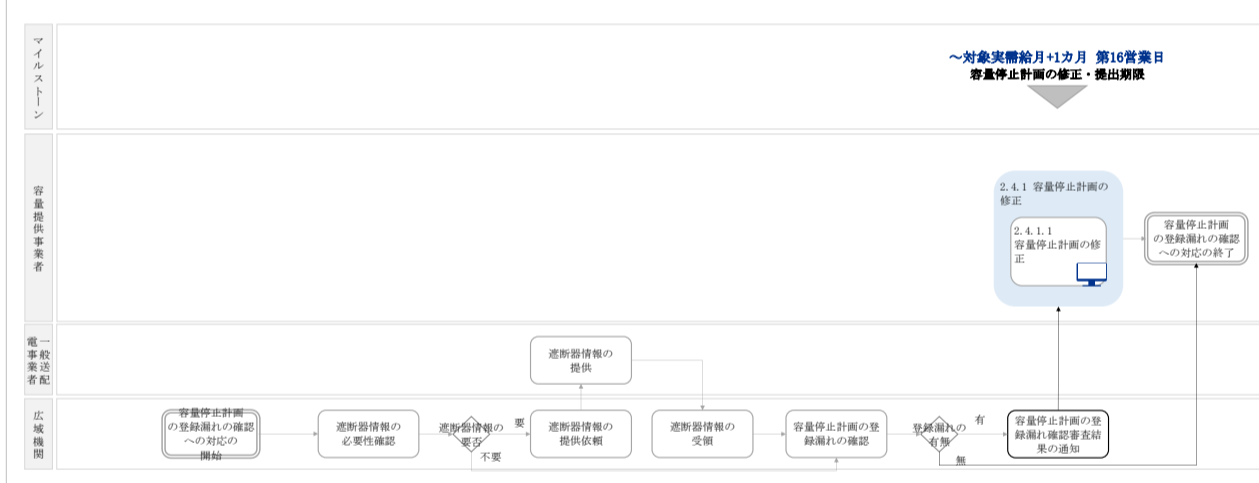 マイルストーン
～対象実需給月+1カ月 第16営業日
容量停止計画の修正・提出期限
容量提供事業者
2.4.1 容量停止計画の
修正
2.4.1.1
容量停止計画の修
正
容量停止計画
の登録漏れの確認
への対応の終了
一般送配
電事業者
遮断器情報の
提供
広域機関
容量停止計画
の登録漏れの確認
への対応の
開始
遮断器情報の
必要性確認
遮断器情報の
要否
要
不要
遮断器情報の
提供依頼
遮断器情報の
受領
容量停止計画の登
録漏れの確認
登録漏れの
有無
有
無
容量停止計画の登
録漏れ確認審査結
果の通知